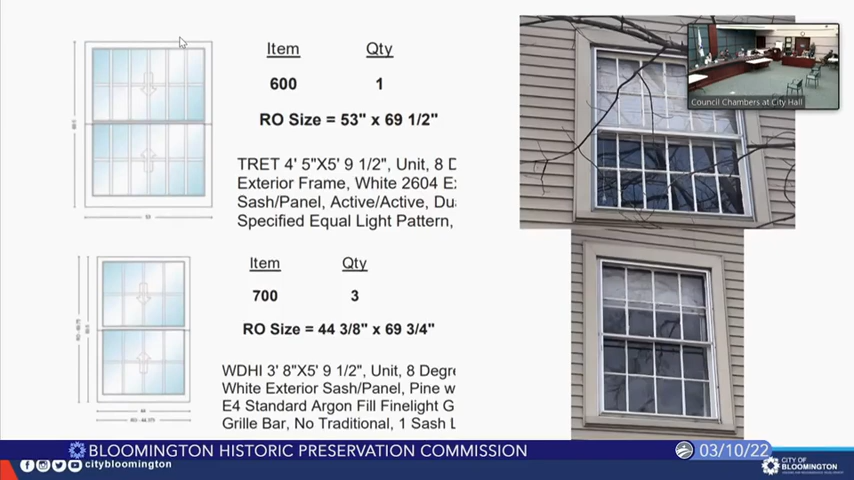 Item Qty
600 1
RO Size = 53" x 69 1/2"
TRET 4' 5"X5' 9 1/2", Unit, 8 D
Exterior Frame, White 2604 E
Sash/Panel, Active/Active, Du
Specified Equal Light Pattern,
Council Chambers at City Hall
Item Qty
700 3
RO Size = 44 3/8" x 69 3/4"
WDHI 3' 8"X5' 9 1/2", Unit, 8 Degre
White Exterior Sash/Panel, Pine w
E4 Standard Argon Fill Finelight G
Grille Bar, No Traditional, 1 Sash L
BLOOMINGTON HISTORIC PRESERVATION COMMISSION 03/10/22
citybloomington
CITY OF
BLOOMINGTON